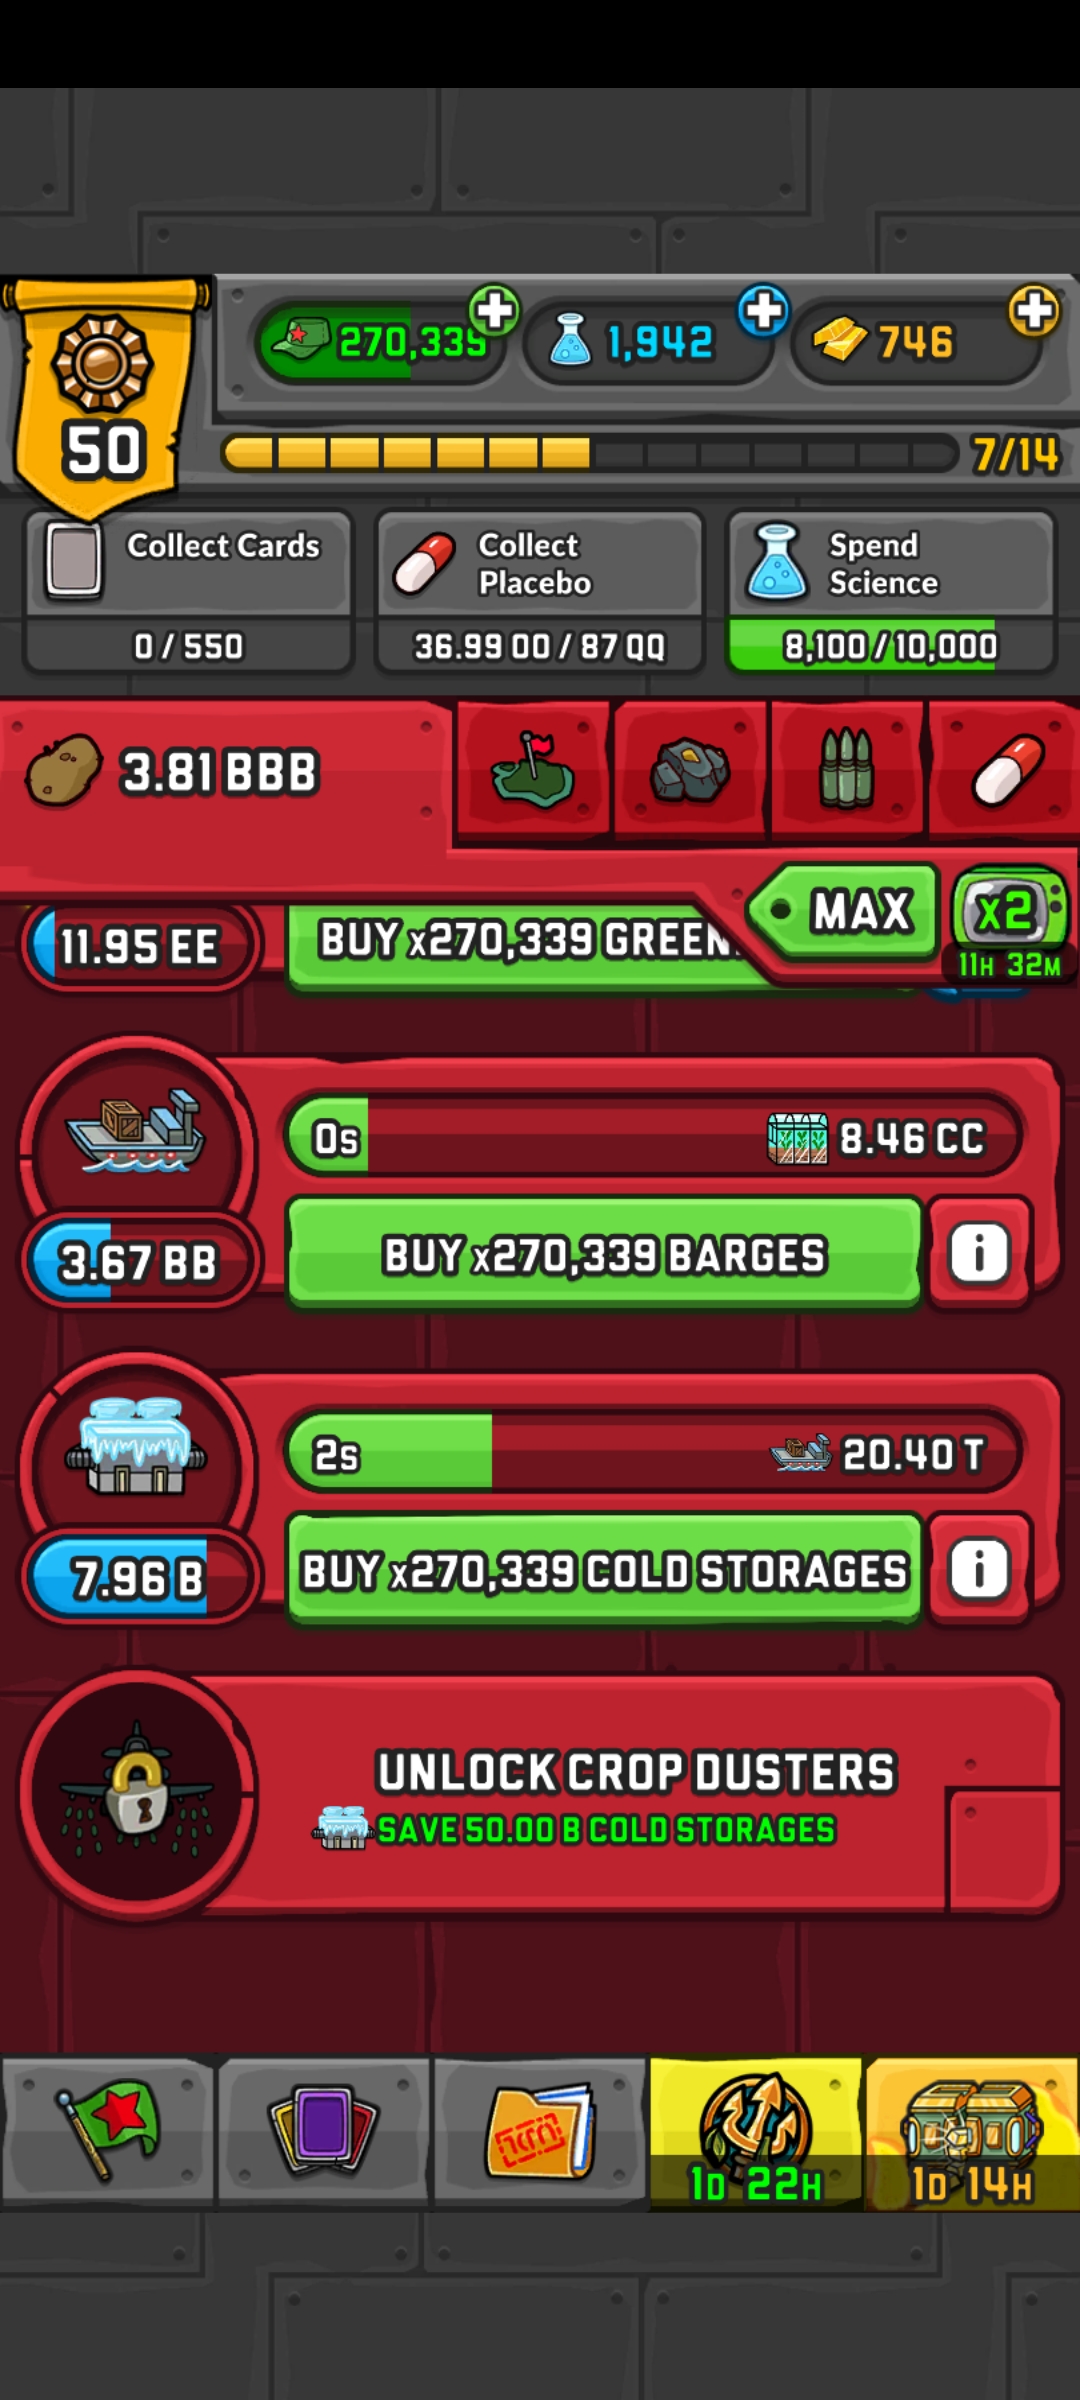 50
270,339
1,942
746
7/14
Collect Cards
0 / 550
Collect
Placebo
36.99 OO / 87 QQ
Spend
Science
8,100 / 10,000
3.81 BBB
MAX
x2
11H 32M
11.95 EE
BUY x270,339 GREEN
0s
8.46 CC
3.67 BB
BUY x270,339 BARGES
i
2s
20.40 T
7.96 B
BUY x270,339 COLD STORAGES
i
UNLOCK CROP DUSTERS
SAVE 50.00 B COLD STORAGES
1D 22H
1D 14H